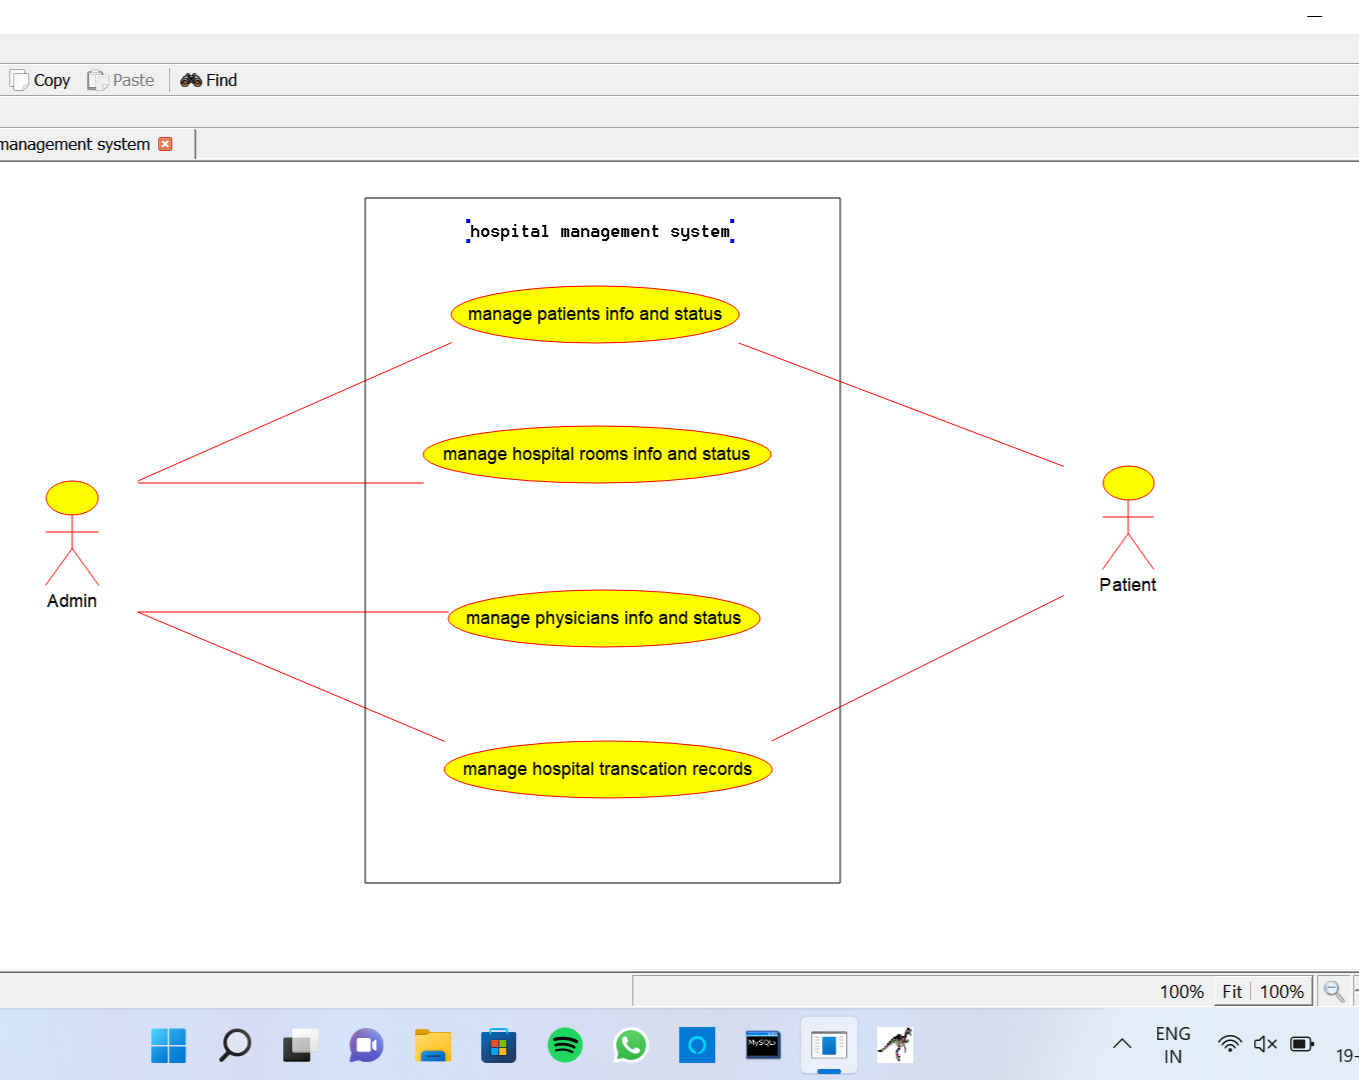 Copy Paste Find
management system
hospital management system
manage patients info and status
manage hospital rooms info and status
Admin
Patient
manage physicians info and status
manage hospital transcation records
100% Fit 100%
MySQL
ENG
IN
19-